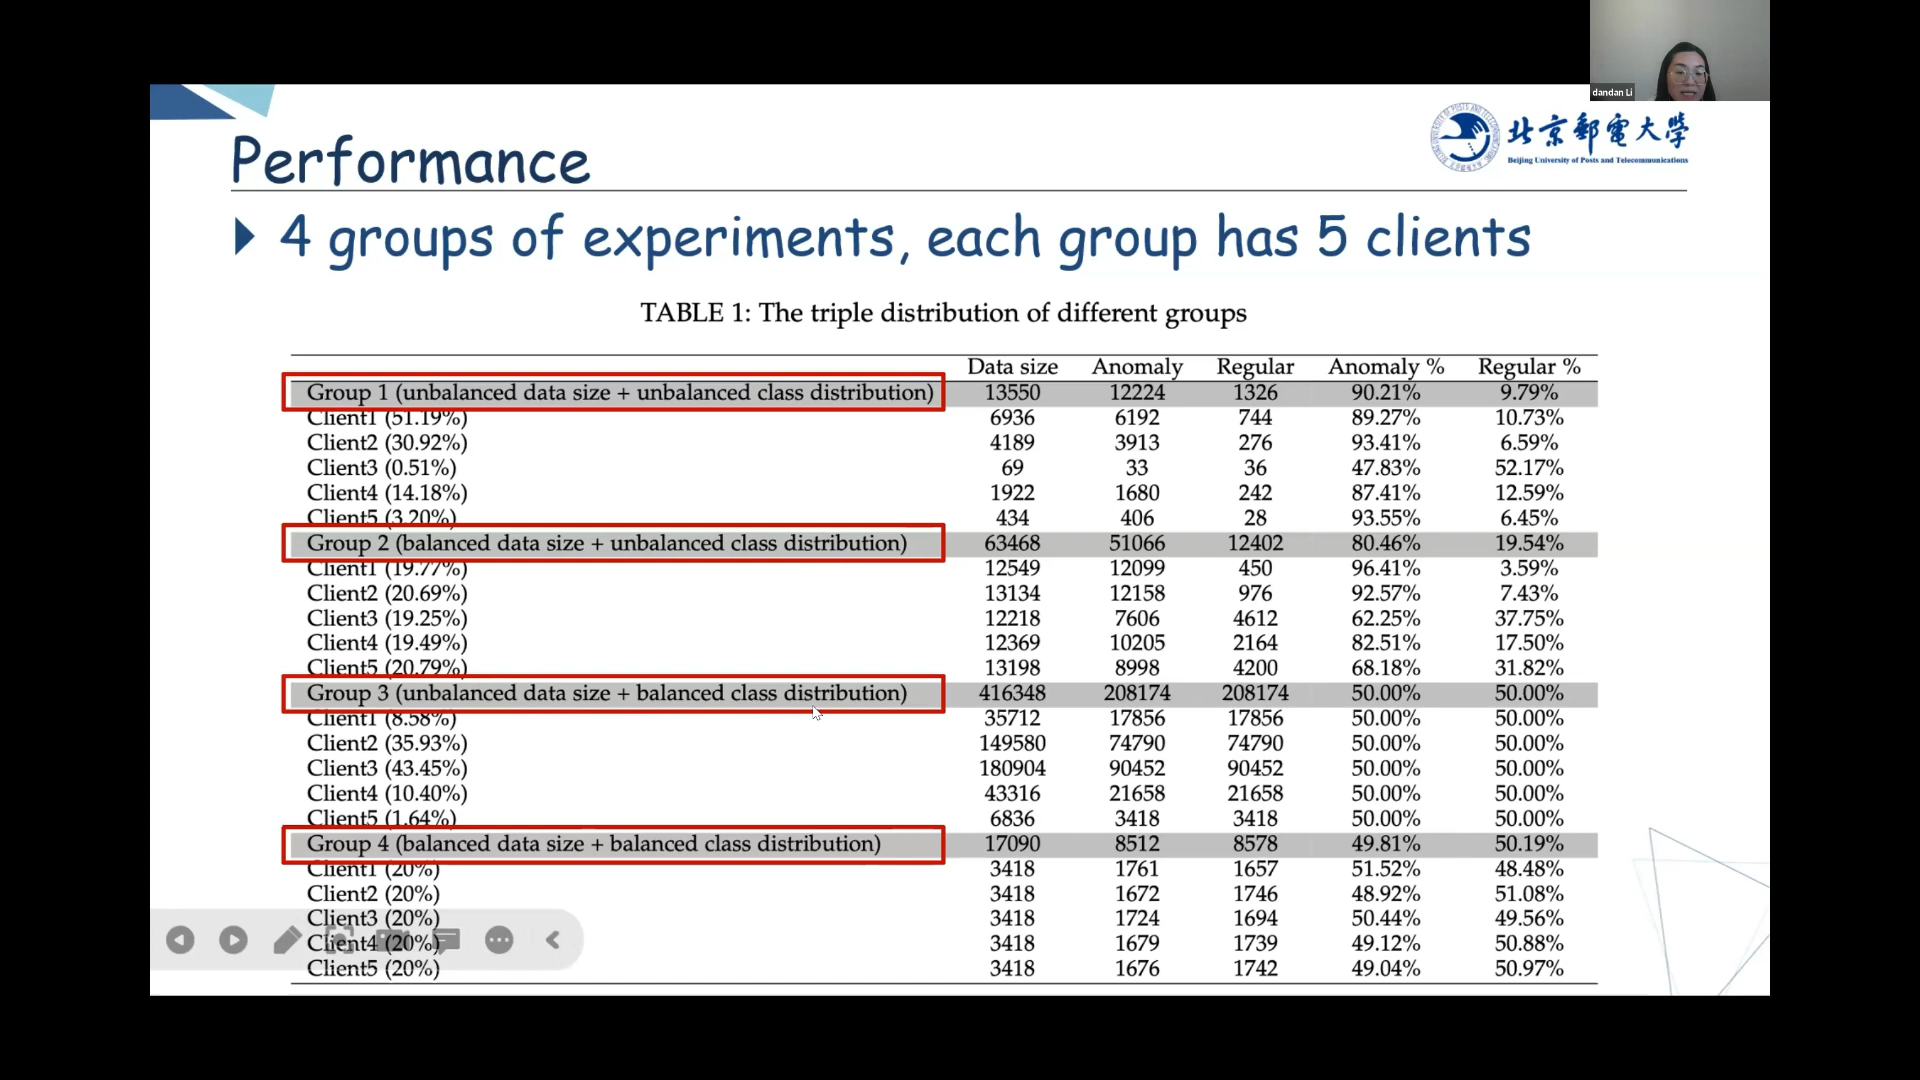 dandan Li
北京郵電大學
Beijing University of Posts and Telecommunications
Performance
4 groups of experiments, each group has 5 clients
TABLE 1: The triple distribution of different groups
Data size Anomaly Regular Anomaly % Regular %
Group 1 (unbalanced data size + unbalanced class distribution) 13550 12224 1326 90.21% 9.79%
Client1 (51.19%) 6936 6192 744 89.27% 10.73%
Client2 (30.92%) 4189 3913 276 93.41% 6.59%
Client3 (0.51%) 69 33 36 47.83% 52.17%
Client4 (14.18%) 1922 1680 242 87.41% 12.59%
Client5 (3.20%) 434 406 28 93.55% 6.45%
Group 2 (balanced data size + unbalanced class distribution) 63468 51066 12402 80.46% 19.54%
Client1 (19.77%) 12549 12099 450 96.41% 3.59%
Client2 (20.69%) 13134 12158 976 92.57% 7.43%
Client3 (19.25%) 12218 7606 4612 62.25% 37.75%
Client4 (19.49%) 12369 10205 2164 82.51% 17.50%
Client5 (20.79%) 13198 8998 4200 68.18% 31.82%
Group 3 (unbalanced data size + balanced class distribution) 416348 208174 208174 50.00% 50.00%
Client1 (8.58%) 35712 17856 17856 50.00% 50.00%
Client2 (35.93%) 149580 74790 74790 50.00% 50.00%
Client3 (43.45%) 180904 90452 90452 50.00% 50.00%
Client4 (10.40%) 43316 21658 21658 50.00% 50.00%
Client5 (1.64%) 6836 3418 3418 50.00% 50.00%
Group 4 (balanced data size + balanced class distribution) 17090 8512 8578 49.81% 50.19%
Client1 (20%) 3418 1761 1657 51.52% 48.48%
Client2 (20%) 3418 1672 1746 48.92% 51.08%
Client3 (20%) 3418 1724 1694 50.44% 49.56%
Client4 (20%) 3418 1679 1739 49.12% 50.88%
Client5 (20%) 3418 1676 1742 49.04% 50.97%